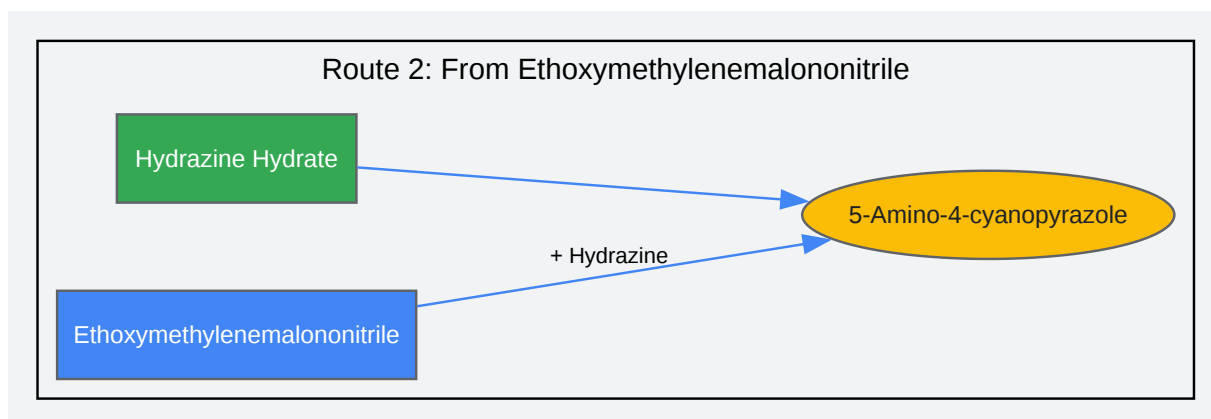 Route 2: From Ethoxymethylenemalononitrile
Hydrazine Hydrate
5-Amino-4-cyanopyrazole
+ Hydrazine
Ethoxymethylenemalononitrile